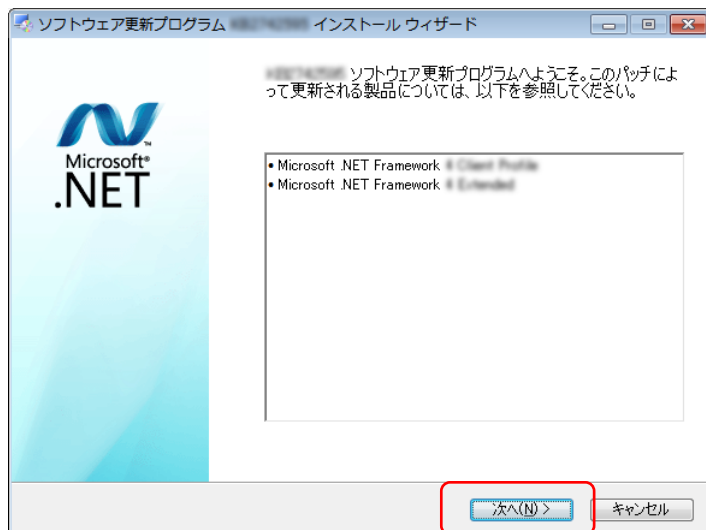 ソフトウェア更新プログラム インストール ウィザード
ソフトウェア更新プログラムへようこそ。このパッチによ
って更新される製品については、以下を参照してください。
Microsoft®
.NET
• Microsoft .NET Framework
• Microsoft .NET Framework
次へ(N) >
キャンセル